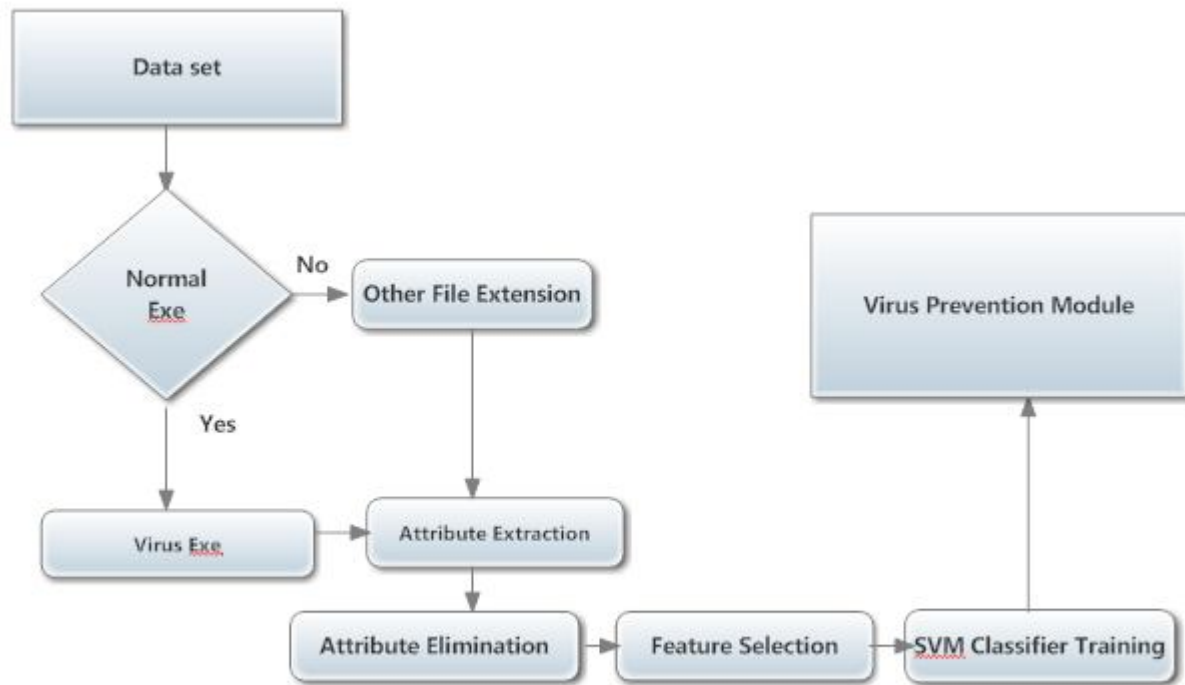 Data set
Normal
Exe
No
Other File Extension
Virus Prevention Module
Yes
Virus Exe
Attribute Extraction
Attribute Elimination
Feature Selection
SVM Classifier Training